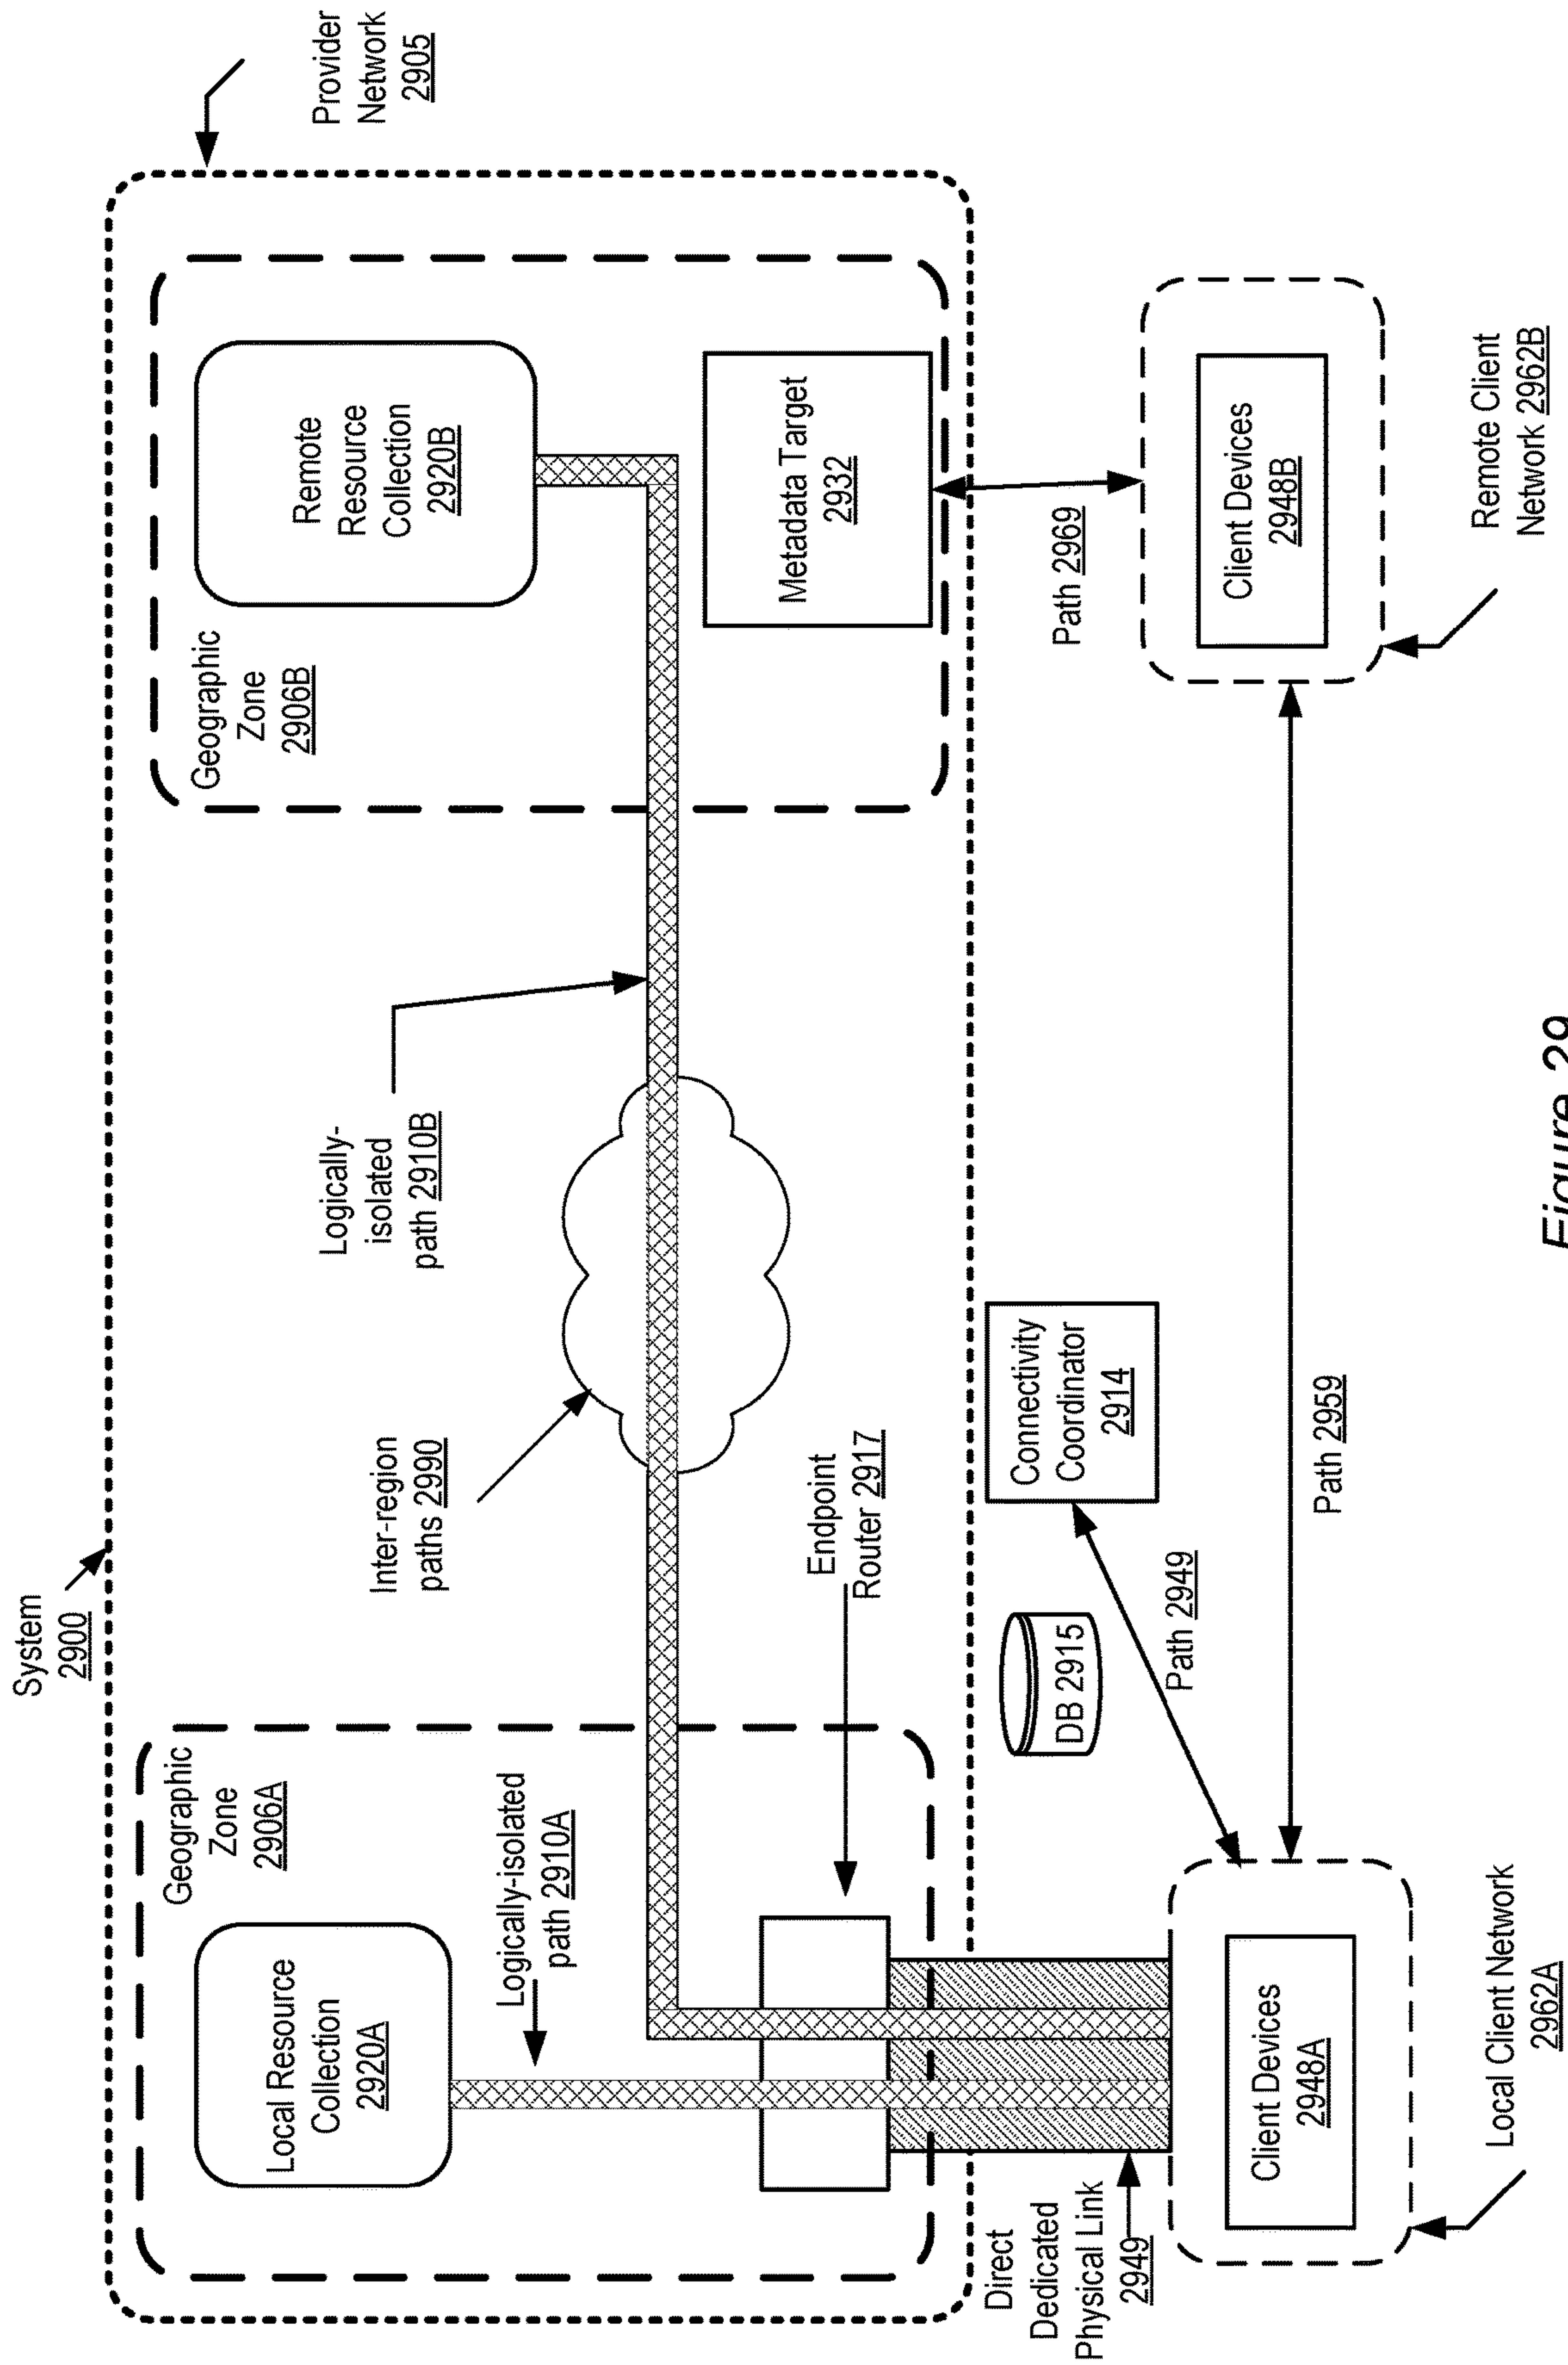 System
2900
Provider
Network
2905
Geographic
Zone
2906A
Local Resource
Collection
2920A
Logically-isolated
path 2910A
Inter-region
paths 2990
Logically-
isolated
path 2910B
Geographic
Zone
2906B
Remote
Resource
Collection
2920B
Metadata Target
2932
Endpoint
Router 2917
Direct
Dedicated
Physical Link
2949
DB 2915
Connectivity
Coordinator
2914
Path 2949
Path 2969
Client Devices
2948A
Local Client Network
2962A
Path 2959
Client Devices
2948B
Remote Client
Network 2962B
Figure 29